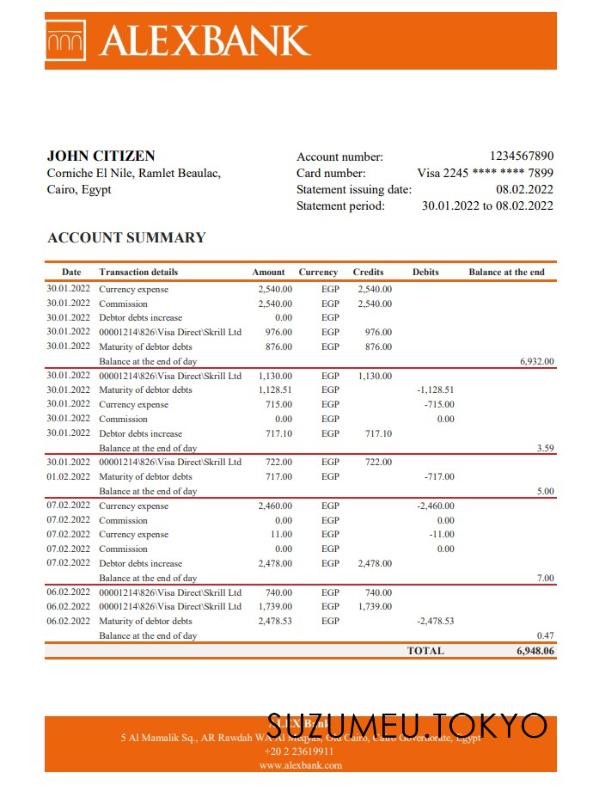 ALEXBANK
JOHN CITIZEN
Corniche El Nile, Ramlet Beaulac,
Cairo, Egypt
Account number: 1234567890
Card number: Visa 2245 **** **** 7899
Statement issuing date: 08.02.2022
Statement period: 30.01.2022 to 08.02.2022
ACCOUNT SUMMARY
Date Transaction details Amount Currency Credits Debits Balance at the end
30.01.2022 Currency expense 2,540.00 EGP 2,540.00
30.01.2022 Commission 2,540.00 EGP 2,540.00
30.01.2022 Debtor debts increase 0.00 EGP
30.01.2022 00001214\826\Visa Direct\Skrill Ltd 976.00 EGP 976.00
30.01.2022 Maturity of debtor debts 876.00 EGP 876.00
Balance at the end of day 6,932.00
30.01.2022 00001214\826\Visa Direct\Skrill Ltd 1,130.00 EGP 1,130.00
30.01.2022 Maturity of debtor debts 1,128.51 EGP -1,128.51
30.01.2022 Currency expense 715.00 EGP -715.00
30.01.2022 Commission 0.00 EGP 0.00
30.01.2022 Debtor debts increase 717.10 EGP 717.10
Balance at the end of day 3.59
30.01.2022 00001214\826\Visa Direct\Skrill Ltd 722.00 EGP 722.00
01.02.2022 Maturity of debtor debts 717.00 EGP -717.00
Balance at the end of day 5.00
07.02.2022 Currency expense 2,460.00 EGP -2,460.00
07.02.2022 Commission 0.00 EGP 0.00
07.02.2022 Currency expense 11.00 EGP -11.00
07.02.2022 Commission 0.00 EGP 0.00
07.02.2022 Debtor debts increase 2,478.00 EGP 2,478.00
Balance at the end of day 7.00
06.02.2022 00001214\826\Visa Direct\Skrill Ltd 740.00 EGP 740.00
06.02.2022 00001214\826\Visa Direct\Skrill Ltd 1,739.00 EGP 1,739.00
06.02.2022 Maturity of debtor debts 2,478.53 EGP -2,478.53
Balance at the end of day 0.47
TOTAL 6,948.06
ALEX Bank
SUZUMEU.TOKYO
5 Al Mamalik Sq., AR Rawdah WA Al Meqyas, Old Cairo, Cairo Governorate, Egypt
+20 2 23619911
www.alexbank.com